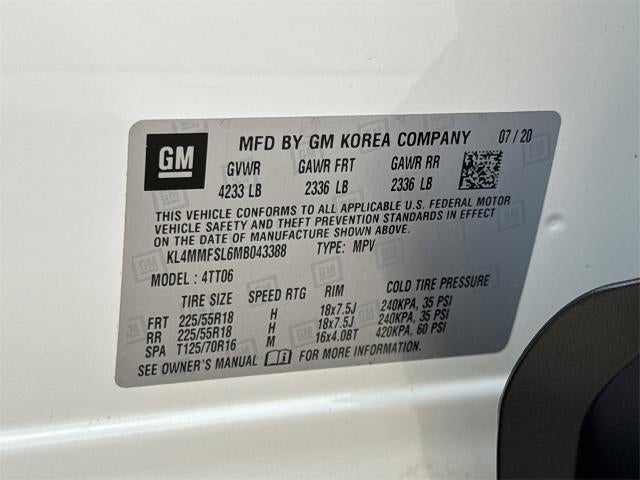 GM MFD BY GM KOREA COMPANY 07/20
GVWR GAWR FRT GAWR RR
4233 LB 2336 LB 2336 LB
THIS VEHICLE CONFORMS TO ALL APPLICABLE U.S. FEDERAL MOTOR
VEHICLE SAFETY AND THEFT PREVENTION STANDARDS IN EFFECT
ON THE DATE OF MANUFACTURE SHOWN ABOVE.
KL4MMFSL6MB043388 TYPE: MPV
MODEL : 4TT06
TIRE SIZE SPEED RTG RIM COLD TIRE PRESSURE
FRT 225/55R18 H 18x7.5J 240KPA, 35 PSI
RR 225/55R18 H 18x7.5J 240KPA, 35 PSI
SPA T125/70R16 M 16x4.0BT 420KPA, 60 PSI
SEE OWNER'S MANUAL FOR MORE INFORMATION.